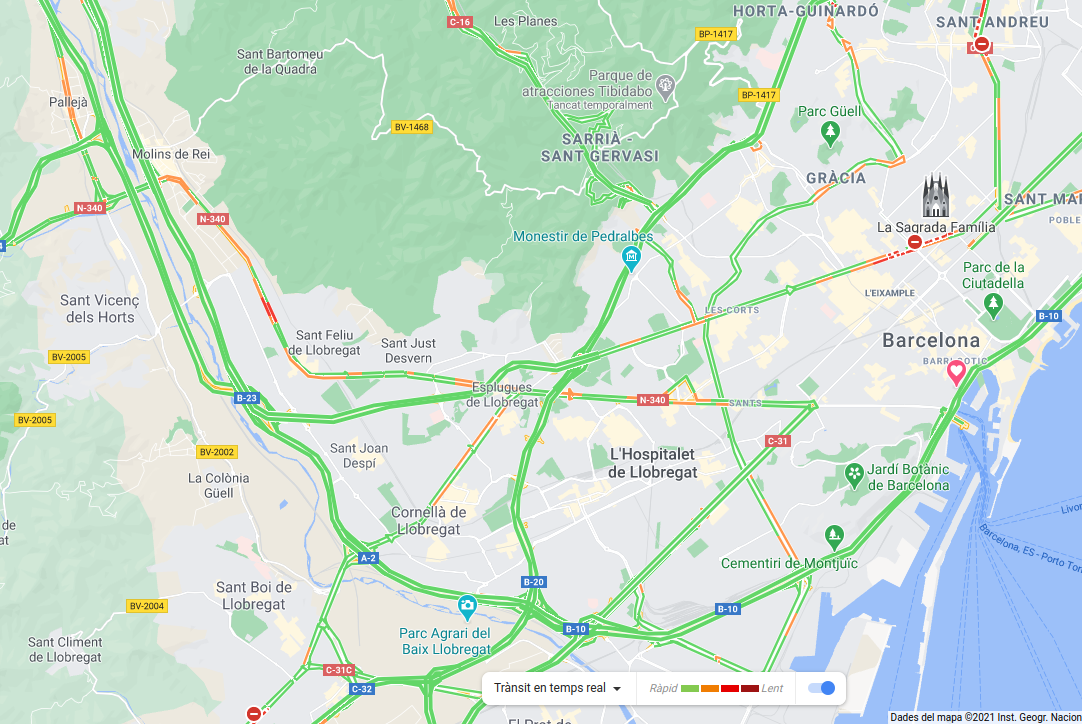 HORTA-GUINARDÓ
C-16
Les Planes
SANT ANDREU
BP-1417
Sant Bartomeu
de la Quadra
Parque de
atracciones Tibidabo
Tancat temporalment
Pallejà
BP-1417
Parc Güell
BV-1468
SARRIÀ -
SANT GERVASI
Molins de Rei
GRÀCIA
N-340
N-340
SANT MAR
POBLE
La Sagrada Família
Monestir de Pedralbes
Parc de la
Ciutadella
L'EIXAMPLE
Sant Vicenç
dels Horts
LES CORTS
B-10
Sant Feliu
de Llobregat
Sant Just
Desvern
Barcelona
BARRI GÒTIC
BV-2005
Esplugues
de Llobregat
B-23
N-340
SANTS
BV-2005
C-31
BV-2002
Sant Joan
Despí
L'Hospitalet
de Llobregat
La Colònia
Güell
Jardí Botànic
de Barcelona
Cornellà de
Llobregat
de
at
Livor
Barcelona, ES - Porto Tor
A-2
Cementiri de Montjuïc
Sant Boi de
Llobregat
B-20
BV-2004
B-10
B-10
Parc Agrari del
Baix Llobregat
Sant Climent
de Llobregat
C-31C
C-32
Trànsit en temps real
Ràpid
Lent
El Prat de
Dades del mapa ©2021 Inst. Geogr. Nacion